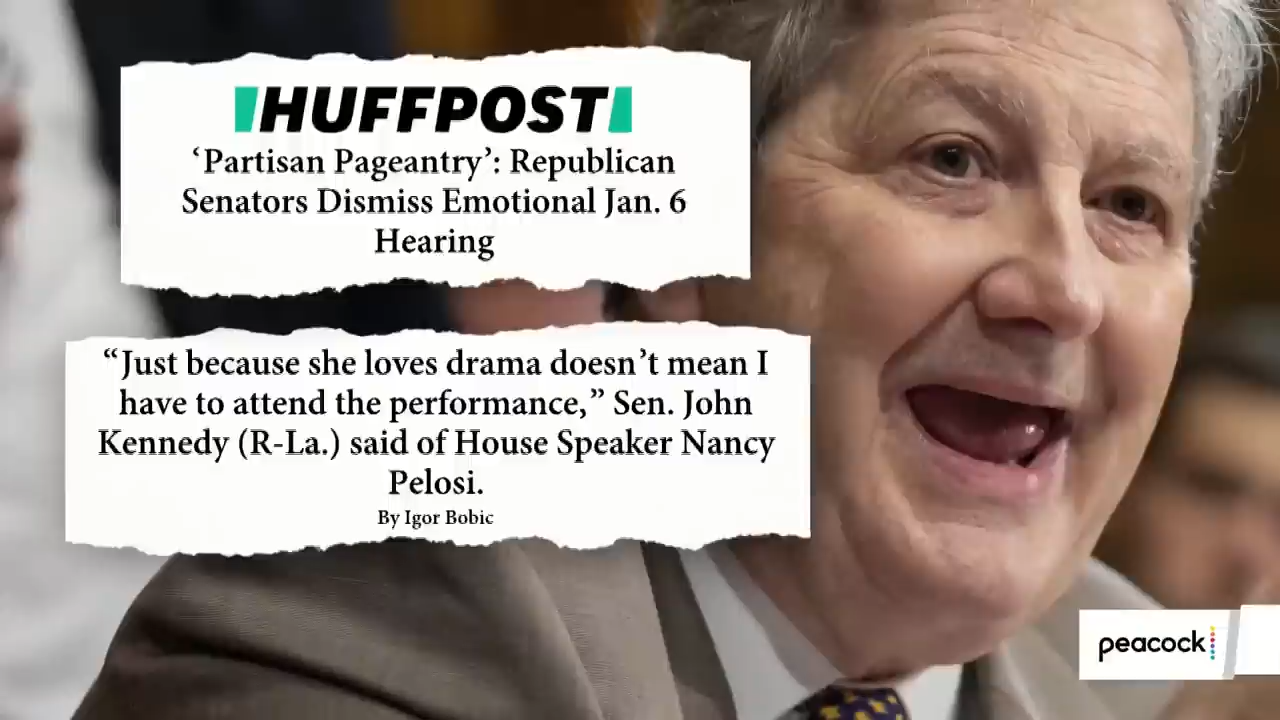 HUFFPOST
‘Partisan Pageantry’: Republican
Senators Dismiss Emotional Jan. 6
Hearing
“Just because she loves drama doesn’t mean I
have to attend the performance,” Sen. John
Kennedy (R-La.) said of House Speaker Nancy
Pelosi.
By Igor Bobic
peacock